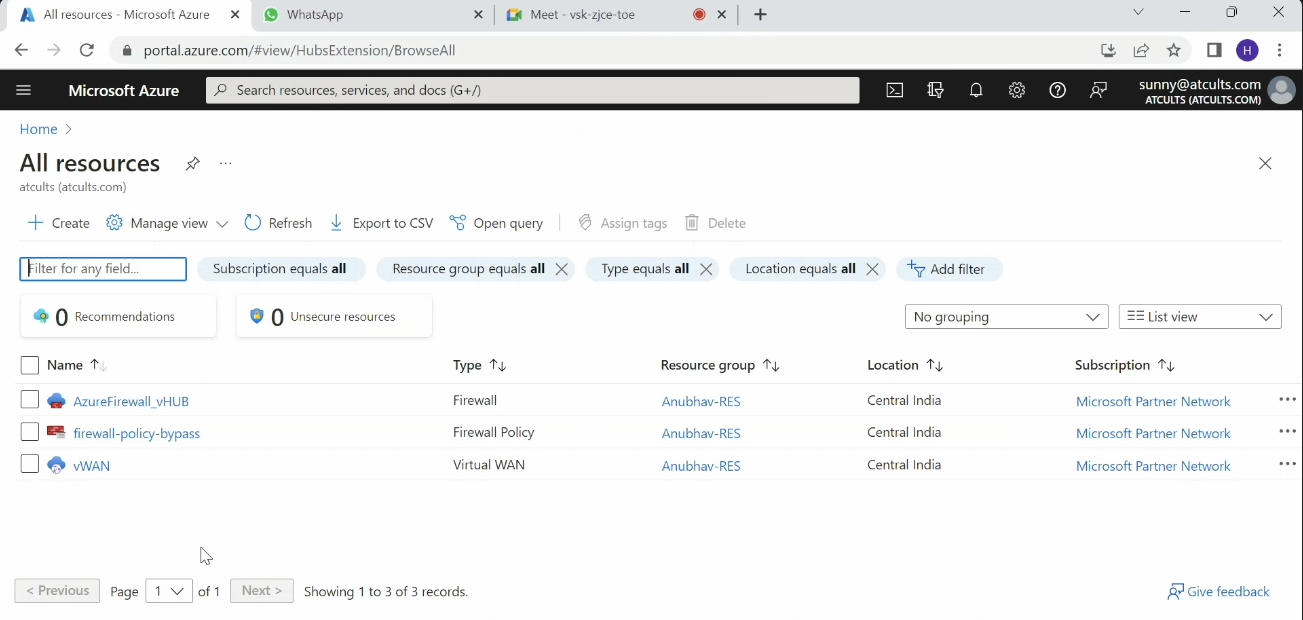 All resources - Microsoft Azure
WhatsApp
Meet - vsk-zjce-toe
portal.azure.com/#view/HubsExtension/BrowseAll
H
Microsoft Azure
Search resources, services, and docs (G+/)
sunny@atcults.com
ATCULTS (ATCULTS.COM)
Home
All resources
atcults (atcults.com)
Create
Manage view
Refresh
Export to CSV
Open query
Assign tags
Delete
Filter for any field...
Subscription equals all
Resource group equals all
Type equals all
Location equals all
Add filter
0 Recommendations
0 Unsecure resources
No grouping
List view
Name Type Resource group Location Subscription
AzureFirewall_vHUB Firewall Anubhav-RES Central India Microsoft Partner Network
firewall-policy-bypass Firewall Policy Anubhav-RES Central India Microsoft Partner Network
vWAN Virtual WAN Anubhav-RES Central India Microsoft Partner Network
< Previous Page 1 of 1 Next > Showing 1 to 3 of 3 records.
Give feedback